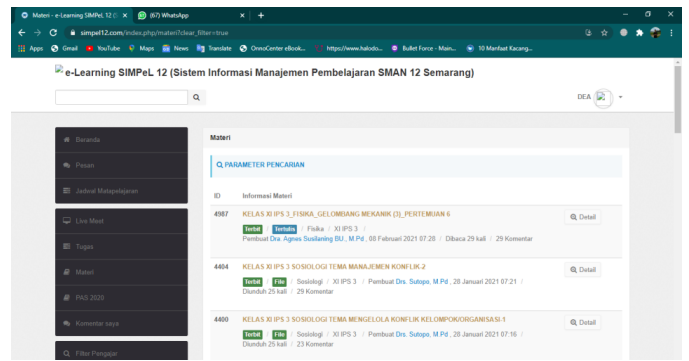 Materi - e-Learning SIMPeL 12 (S
(67) WhatsApp
simpel12.com/index.php/materi?clear_filter=true
Apps Gmail YouTube Maps News Translate OnnoCenter eBook... https://www.halodo... Bullet Force - Main... 10 Manfaat Kacang...
e-Learning SIMPeL 12 (Sistem Informasi Manajemen Pembelajaran SMAN 12 Semarang)
DEA
Beranda
Pesan
Jadwal Matapelajaran
Live Meet
Tugas
Materi
PAS 2020
Komentar saya
Filter Pengajar
Materi
PARAMETER PENCARIAN
ID Informasi Materi
4987 KELAS XI IPS 3_FISIKA_GELOMBANG MEKANIK (3)_PERTEMUAN 6
Detail
Terbit / Tertulis / Fisika / XI IPS 3 /
Pembuat Dra. Agnes Susilaning BU., M Pd , 08 Februari 2021 07:28 / Dibaca 29 kali / 29 Komentar
4404 KELAS XI IPS 3 SOSIOLOGI TEMA MANAJEMEN KONFLIK-2
Detail
Terbit / File / Sosiologi / XI IPS 3 / Pembuat Drs. Sutopo, M.Pd , 28 Januari 2021 07:21 /
Diunduh 25 kali / 29 Komentar
4400 KELAS XI IPS 3 SOSIOLOGI TEMA MENGELOLA KONFLIK KELOMPOK/ORGANISASI-1
Detail
Terbit / File / Sosiologi / XI IPS 3 / Pembuat Drs. Sutopo, M.Pd , 28 Januari 2021 07:16 /
Diunduh 25 kali / 23 Komentar